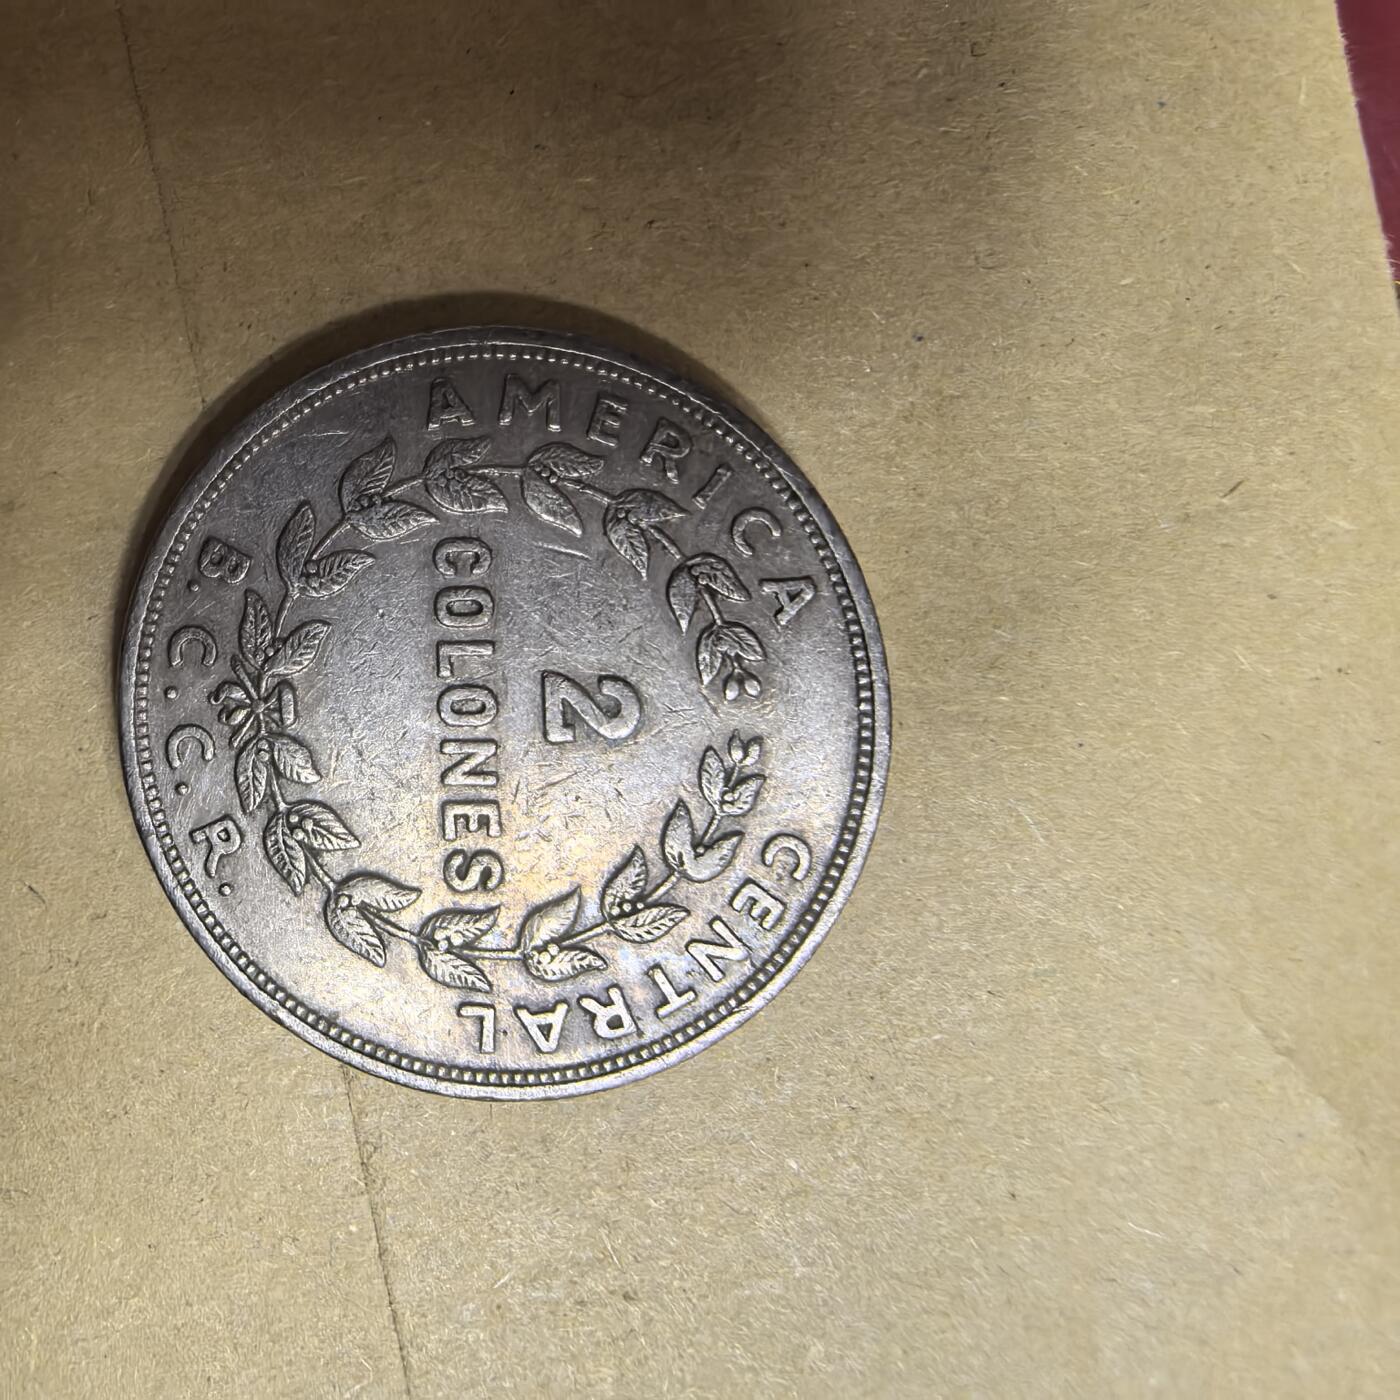 AMERICA CENTRAL
2
COLONES
B.C.C.R.